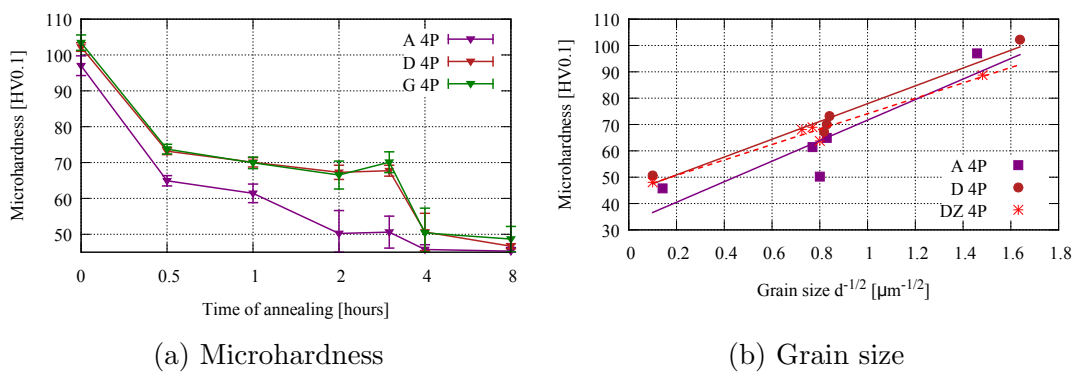 Microhardness [HV0.1]
100
90
80
70
60
50
0
0.5
1
2
4
8
Time of annealing [hours]
A 4P
D 4P
G 4P
(a) Microhardness
Microhardness [HV0.1]
110
100
90
80
70
60
50
40
30
0
0.2
0.4
0.6
0.8
1
1.2
1.4
1.6
1.8
Grain size d-1/2 [μm-1/2]
A 4P
D 4P
DZ 4P
(b) Grain size